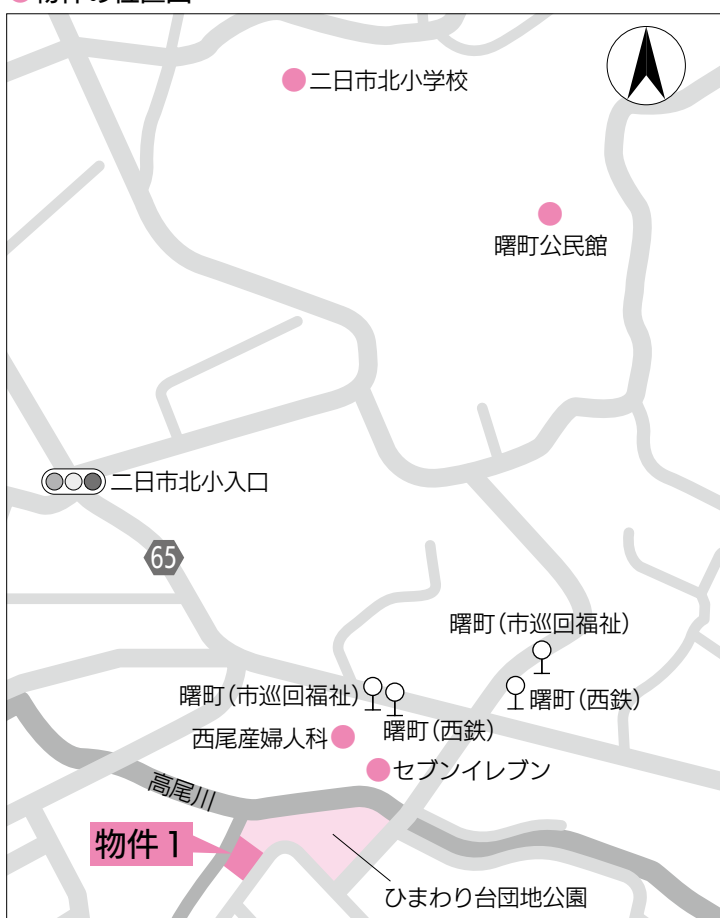 二日市北小学校
曙町公民館
二日市北小入口
65
曙町(市巡回福祉)
曙町(市巡回福祉)
曙町(西鉄)
曙町(西鉄)
西尾産婦人科
セブンイレブン
高尾川
物件1
ひまわり台団地公園